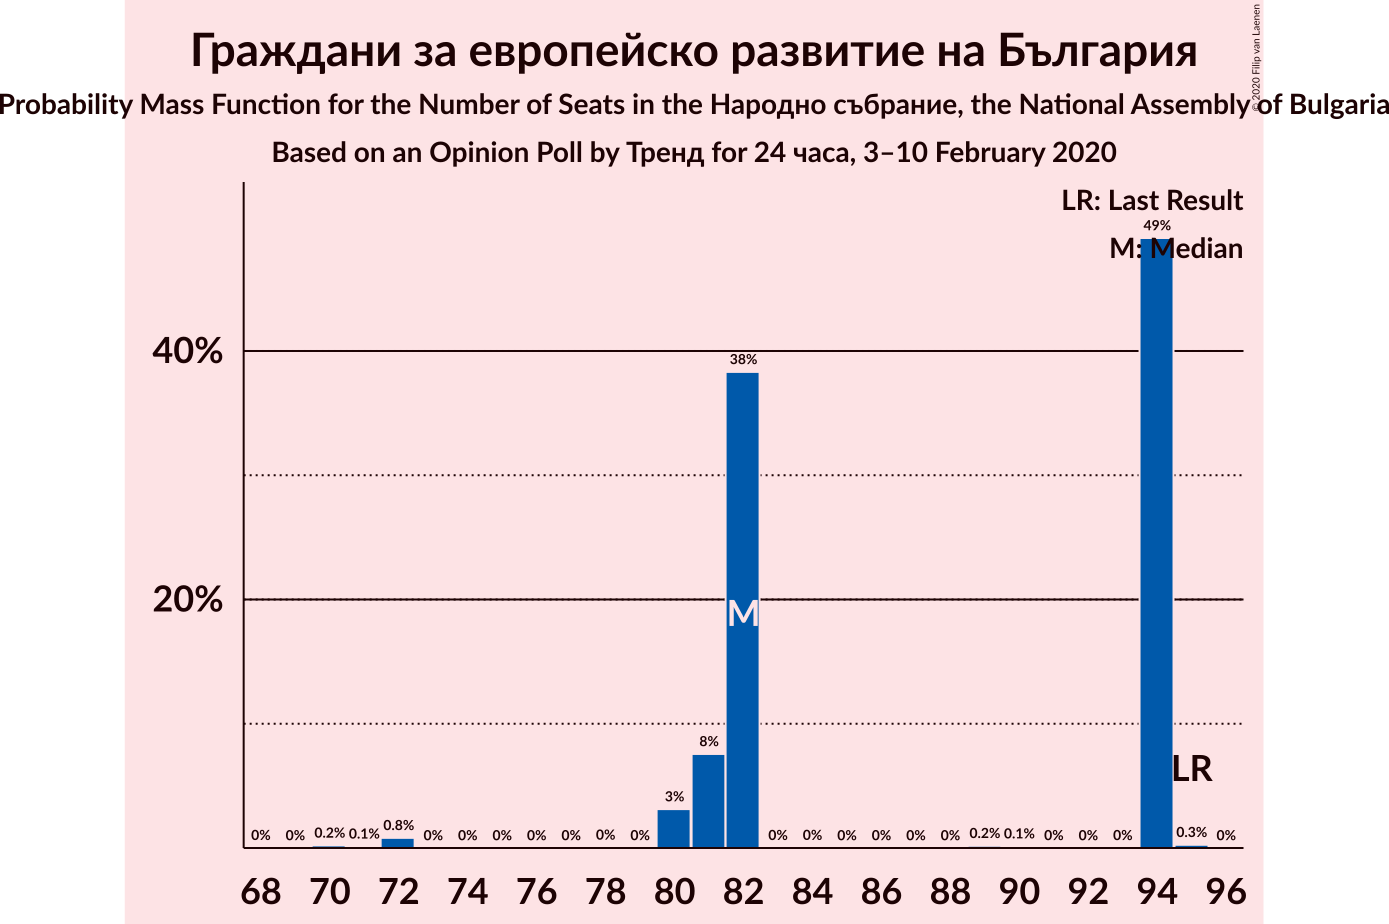 Граждани за европейско развитие на България
Probability Mass Function for the Number of Seats in the Народно събрание, the National Assembly of Bulgaria
Based on an Opinion Poll by Тренд for 24 часа, 3–10 February 2020
© 2020 Filip van Laenen
LR: Last Result
M: Median
49%
40%
38%
20%
M
8%
LR
3%
0% 0% 0.2% 0.1% 0.8% 0% 0% 0% 0% 0% 0% 0% 0% 0% 0% 0% 0% 0% 0.2% 0.1% 0% 0% 0% 0.3% 0%
68 70 72 74 76 78 80 82 84 86 88 90 92 94 96